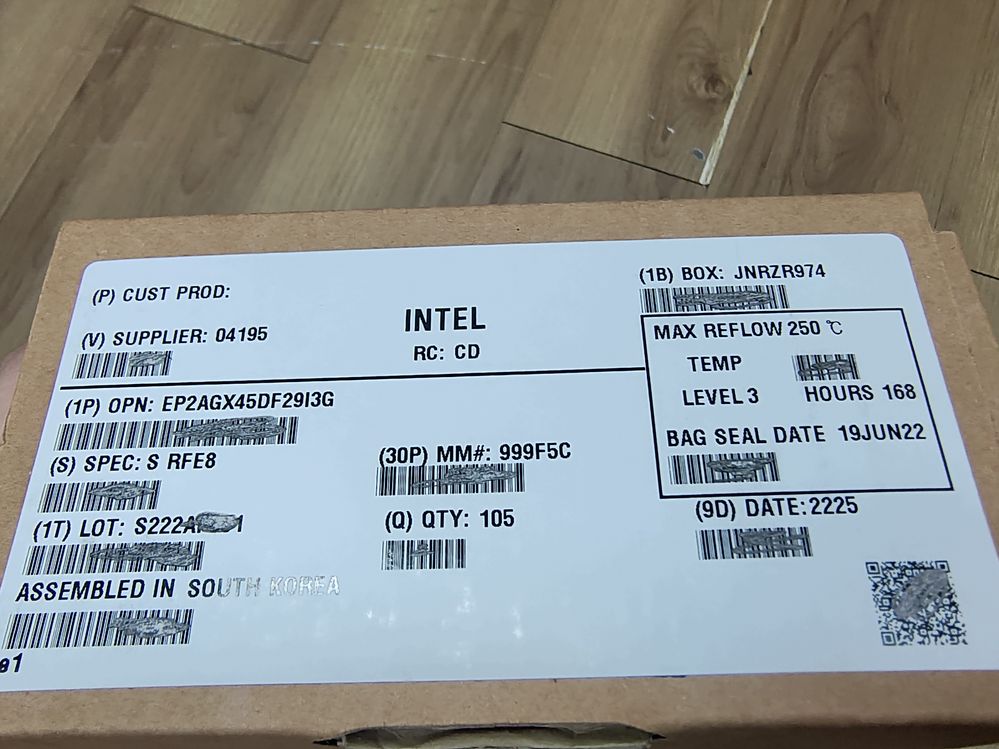 (P) CUST PROD:
(V) SUPPLIER: 04195
INTEL
RC: CD
(1B) BOX: JNRZR974
MAX REFLOW 250 ℃
TEMP
LEVEL 3 HOURS 168
BAG SEAL DATE 19JUN22
(1P) OPN: EP2AGX45DF29I3G
(S) SPEC: S RFE8
(30P) MM#: 999F5C
(1T) LOT:
(Q) QTY: 105
(9D) DATE:2225
ASSEMBLED IN SOUTH KOREA
e1